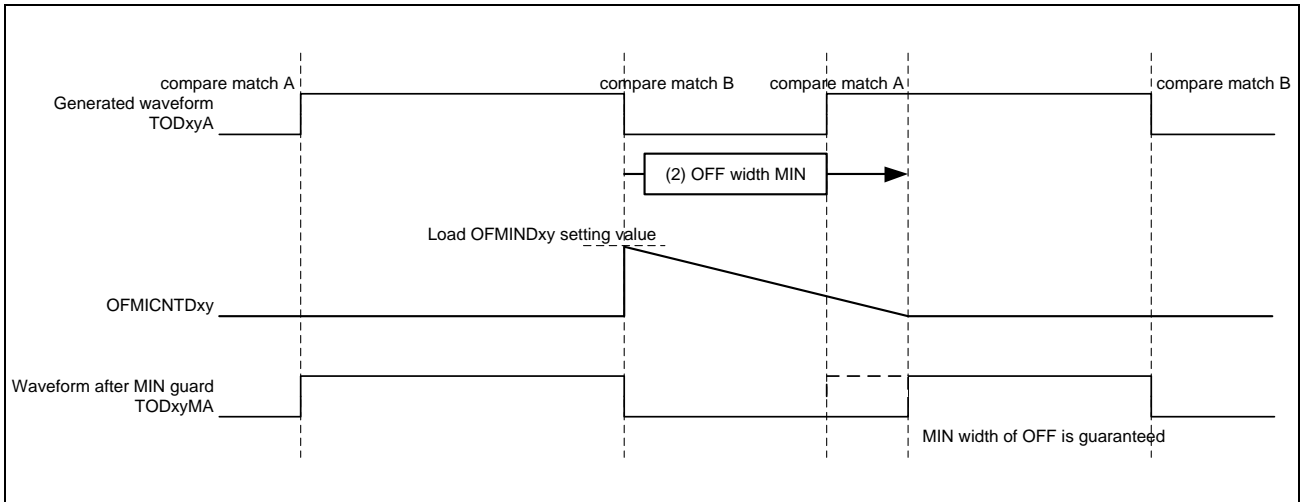 compare match A
compare match B
compare match A
compare match B
Generated waveform
TODxyA
(2) OFF width MIN
Load OFMINDxy setting value
OFMICNTDxy
Waveform after MIN guard
TODxyMA
MIN width of OFF is guaranteed